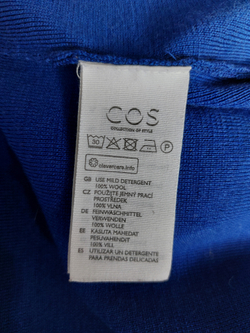 COS
COLLECTION OF STYLE
30
P
clevercare.info
GB USE MILD DETERGENT
100% WOOL
CZ POUŽIJTE JEMNÝ PRACÍ
PROSTŘEDEK
100% VLNA
DE FEINWASCHMITTEL
VERWENDEN
100% WOLLE
EE KASUTA MAHEDAT
PESUVAHENDIT
100% VILL
ES UTILIZAR UN DETERGENTE
PARA PRENDAS DELICADAS